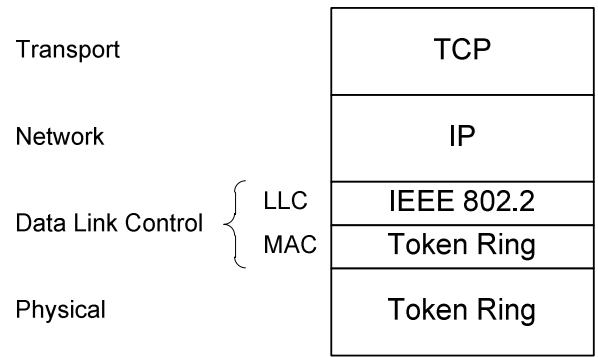 Transport
TCP
Network
IP
Data Link Control
LLC
IEEE 802.2
MAC
Token Ring
Physical
Token Ring